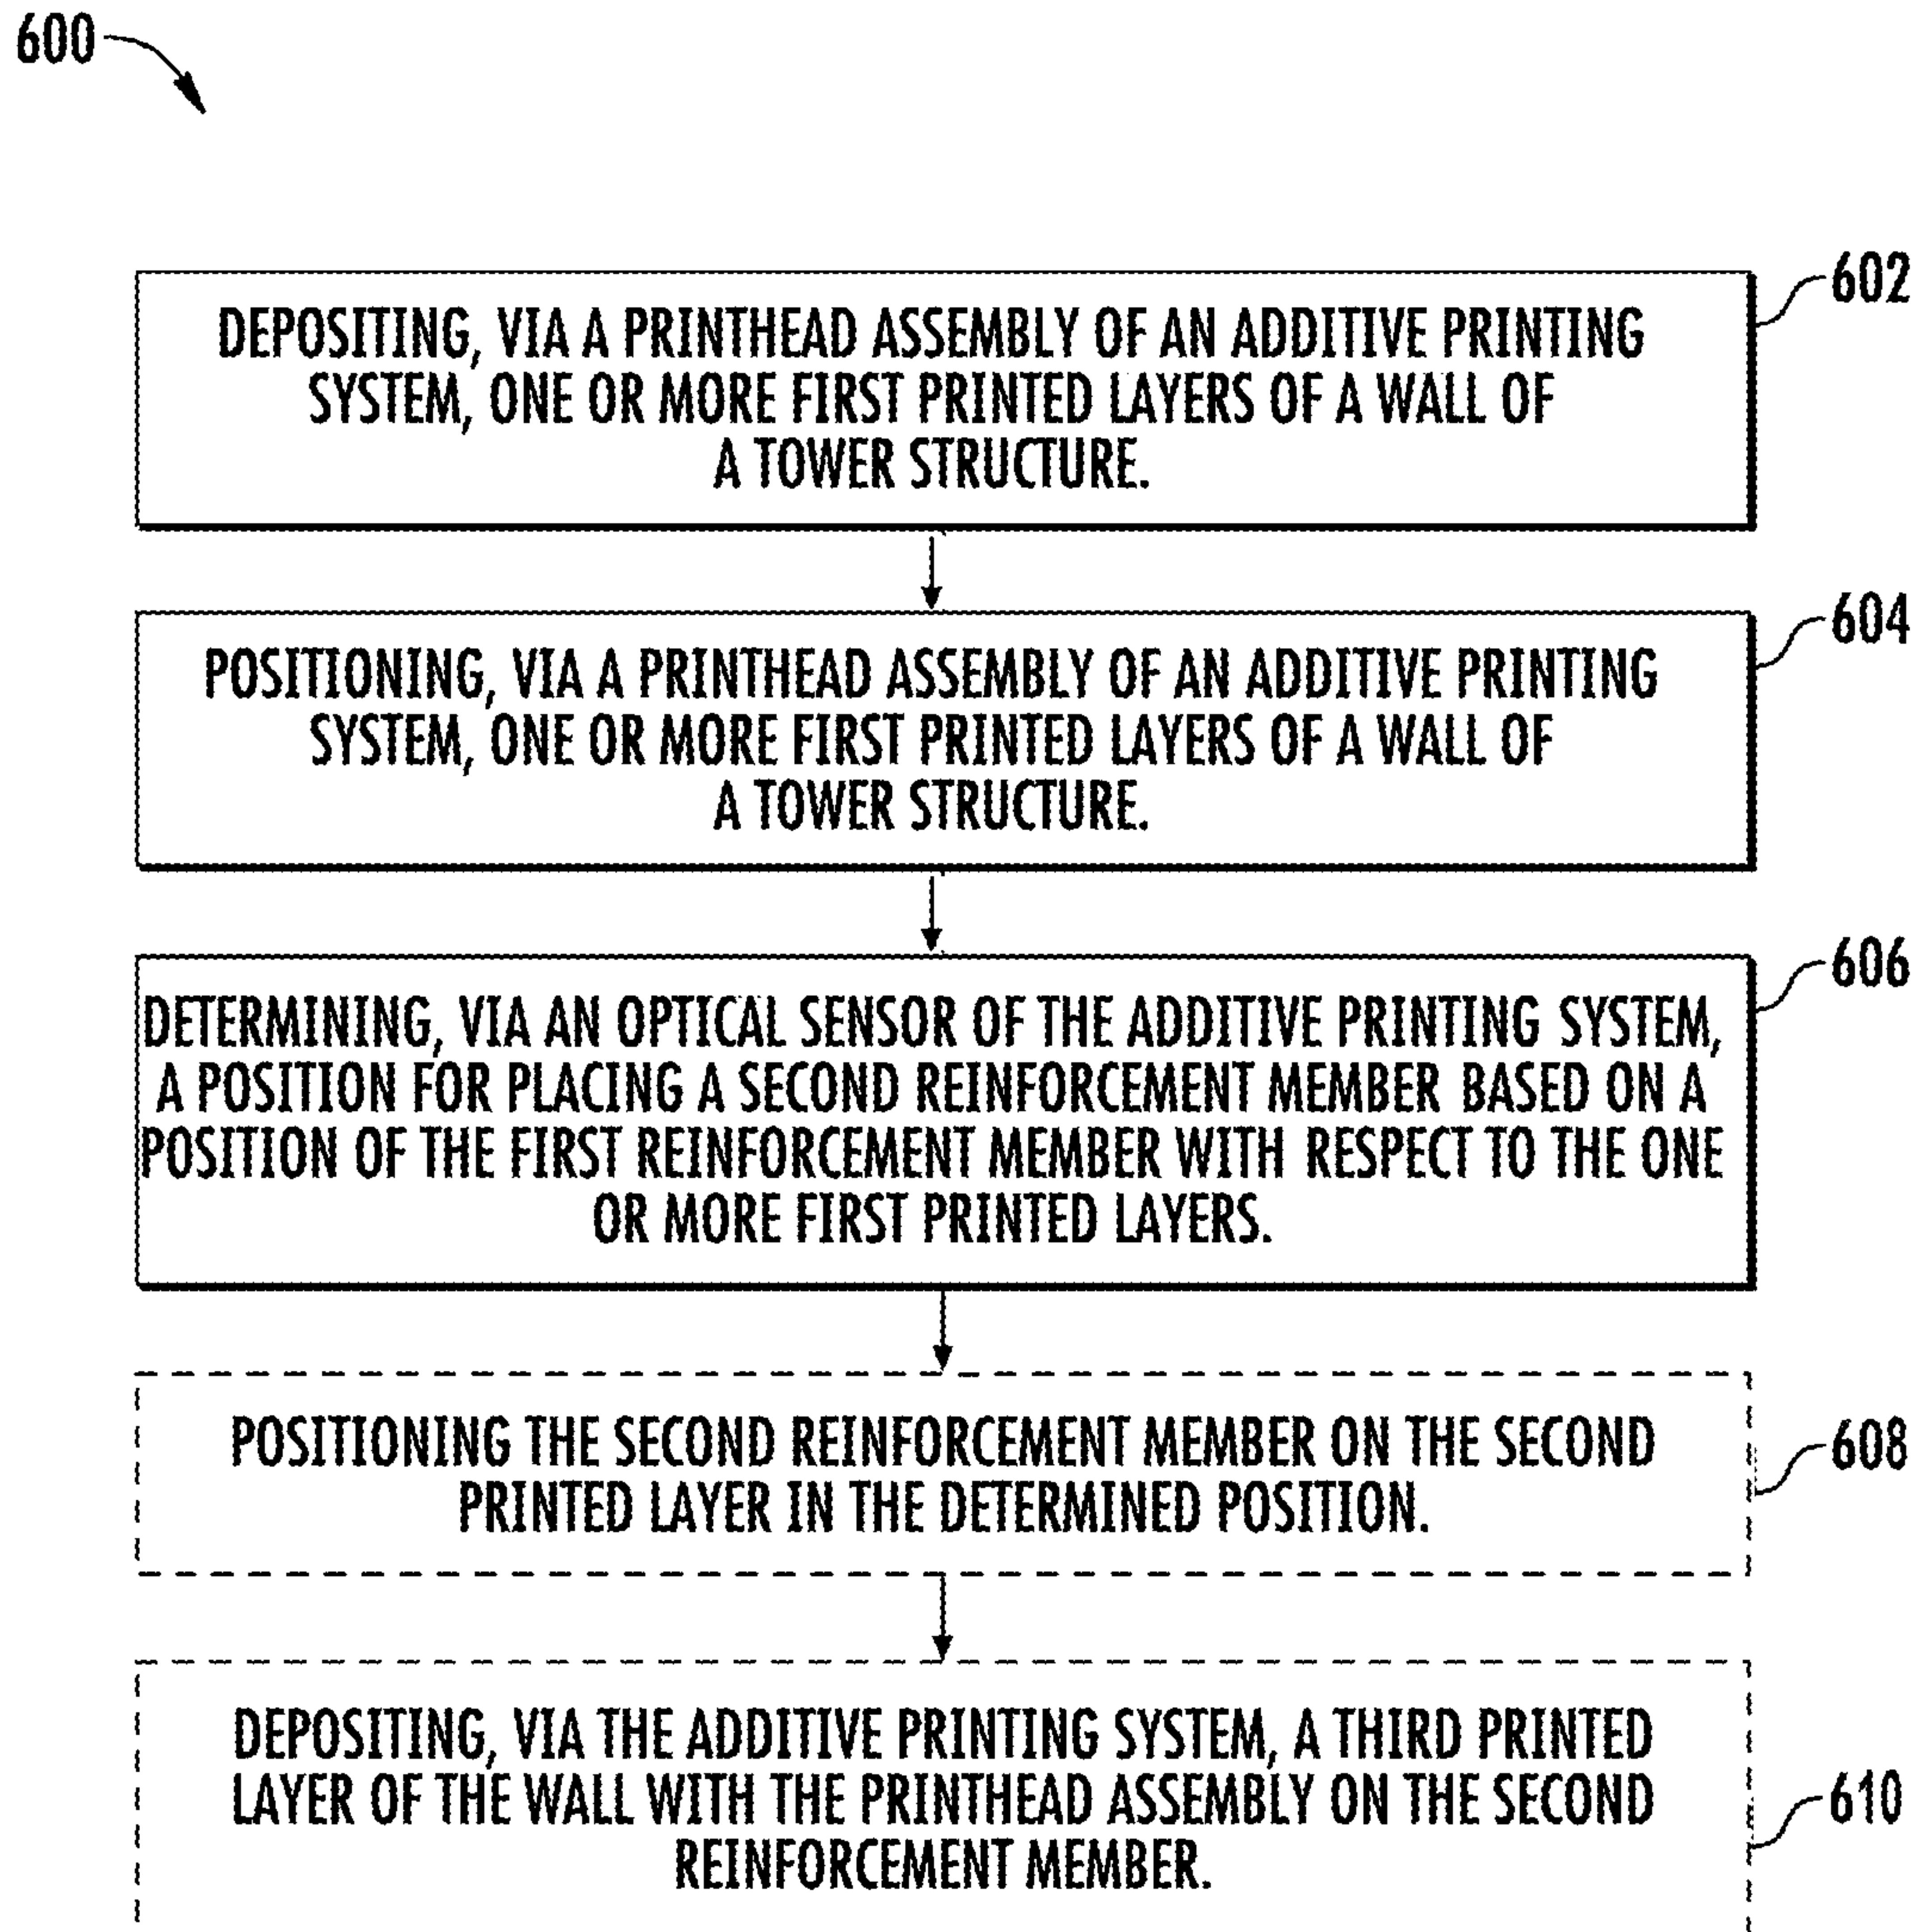 600
602
DEPOSITING, VIA A PRINTHEAD ASSEMBLY OF AN ADDITIVE PRINTING
SYSTEM, ONE OR MORE FIRST PRINTED LAYERS OF A WALL OF
A TOWER STRUCTURE.
604
POSITIONING, VIA A PRINTHEAD ASSEMBLY OF AN ADDITIVE PRINTING
SYSTEM, ONE OR MORE FIRST PRINTED LAYERS OF A WALL OF
A TOWER STRUCTURE.
606
DETERMINING, VIA AN OPTICAL SENSOR OF THE ADDITIVE PRINTING SYSTEM,
A POSITION FOR PLACING A SECOND REINFORCEMENT MEMBER BASED ON A
POSITION OF THE FIRST REINFORCEMENT MEMBER WITH RESPECT TO THE ONE
OR MORE FIRST PRINTED LAYERS.
608
POSITIONING THE SECOND REINFORCEMENT MEMBER ON THE SECOND
PRINTED LAYER IN THE DETERMINED POSITION.
610
DEPOSITING, VIA THE ADDITIVE PRINTING SYSTEM, A THIRD PRINTED
LAYER OF THE WALL WITH THE PRINTHEAD ASSEMBLY ON THE SECOND
REINFORCEMENT MEMBER.